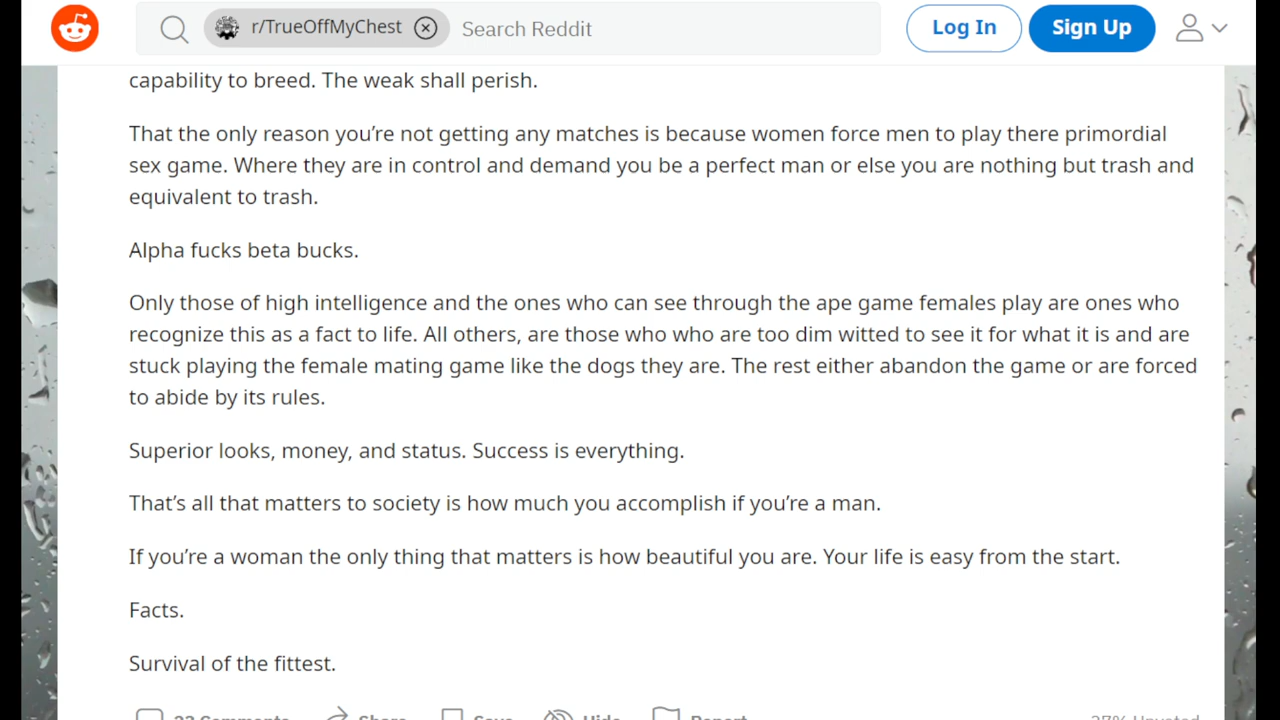 r/TrueOffMyChest
Search Reddit
Log In
Sign Up
capability to breed. The weak shall perish.
That the only reason you’re not getting any matches is because women force men to play there primordial
sex game. Where they are in control and demand you be a perfect man or else you are nothing but trash and
equivalent to trash.
Alpha fucks beta bucks.
Only those of high intelligence and the ones who can see through the ape game females play are ones who
recognize this as a fact to life. All others, are those who who are too dim witted to see it for what it is and are
stuck playing the female mating game like the dogs they are. The rest either abandon the game or are forced
to abide by its rules.
Superior looks, money, and status. Success is everything.
That’s all that matters to society is how much you accomplish if you’re a man.
If you’re a woman the only thing that matters is how beautiful you are. Your life is easy from the start.
Facts.
Survival of the fittest.
Comments Share Save Hide Report Upvoted